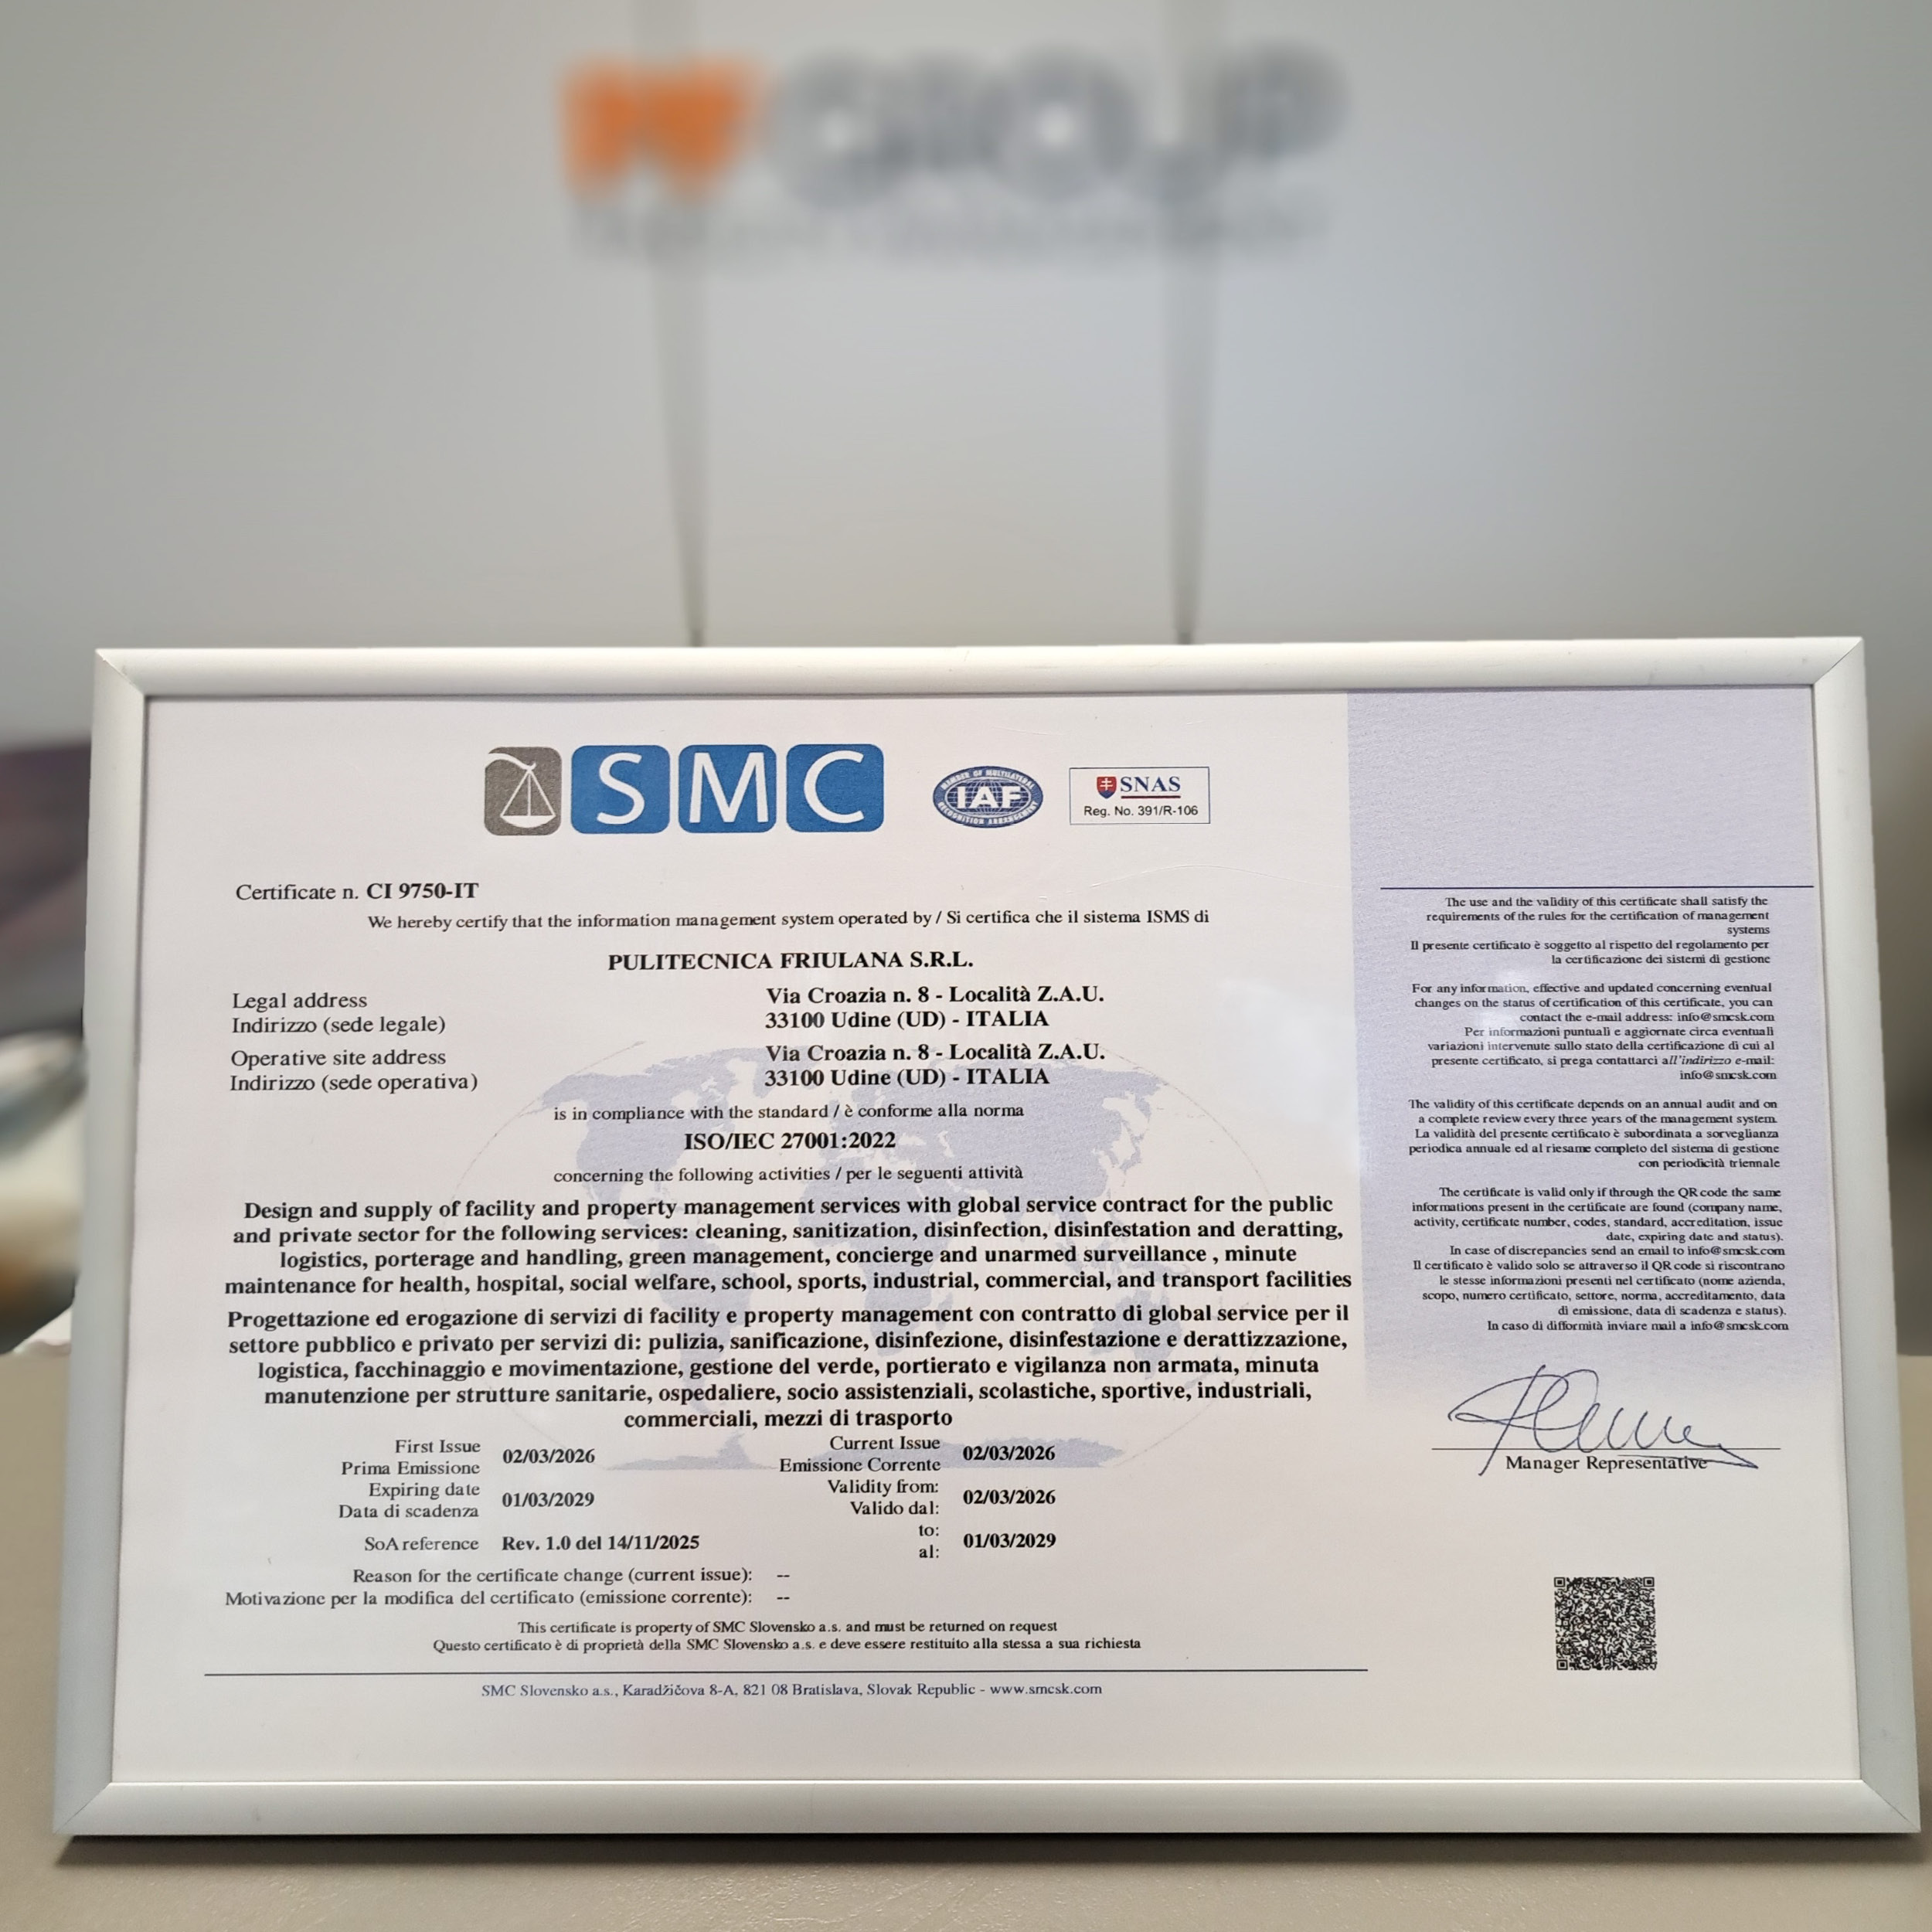 GROUP
SMC
MEMBER OF MULTILATERAL
IAF
RECOGNITION ARRANGEMENT
SNAS
Reg. No. 391/R-106
Certificate n. CI 9750-IT
We hereby certify that the information management system operated by / Si certifica che il sistema ISMS di
PULITECNICA FRIULANA S.R.L.
Legal address
Indirizzo (sede legale)
Via Croazia n. 8 - Località Z.A.U.
33100 Udine (UD) - ITALIA
Operative site address
Indirizzo (sede operativa)
Via Croazia n. 8 - Località Z.A.U.
33100 Udine (UD) - ITALIA
is in compliance with the standard / è conforme alla norma
ISO/IEC 27001:2022
concerning the following activities / per le seguenti attività
Design and supply of facility and property management services with global service contract for the public
and private sector for the following services: cleaning, sanitization, disinfection, disinfestation and deratting,
logistics, porterage and handling, green management, concierge and unarmed surveillance , minute
maintenance for health, hospital, social welfare, school, sports, industrial, commercial, and transport facilities
Progettazione ed erogazione di servizi di facility e property management con contratto di global service per il
settore pubblico e privato per servizi di: pulizia, sanificazione, disinfezione, disinfestazione e derattizzazione,
logistica, facchinaggio e movimentazione, gestione del verde, portierato e vigilanza non armata, minuta
manutenzione per strutture sanitarie, ospedaliere, socio assistenziali, scolastiche, sportive, industriali,
commerciali, mezzi di trasporto
First Issue
Prima Emissione
02/03/2026
Current Issue
Emissione Corrente
02/03/2026
Expiring date
Data di scadenza
01/03/2029
Validity from:
Valido dal:
02/03/2026
SoA reference
Rev. 1.0 del 14/11/2025
to:
al:
01/03/2029
Reason for the certificate change (current issue): --
Motivazione per la modifica del certificato (emissione corrente): --
This certificate is property of SMC Slovensko a.s. and must be returned on request
Questo certificato è di proprietà della SMC Slovensko a.s. e deve essere restituito alla stessa a sua richiesta
SMC Slovensko a.s., Karadžičova 8-A, 821 08 Bratislava, Slovak Republic - www.smcsk.com
The use and the validity of this certificate shall satisfy the
requirements of the rules for the certification of management
systems
Il presente certificato è soggetto al rispetto del regolamento per
la certificazione dei sistemi di gestione
For any information, effective and updated concerning eventual
changes on the status of certification of this certificate, you can
contact the e-mail address: info@smcsk.com
Per informazioni puntuali e aggiornate circa eventuali
variazioni intervenute sullo stato della certificazione di cui al
presente certificato, si prega contattarci all'indirizzo e-mail:
info@smcsk.com
The validity of this certificate depends on an annual audit and on
a complete review every three years of the management system.
La validità del presente certificato è subordinata a sorveglianza
periodica annuale ed al riesame completo del sistema di gestione
con periodicità triennale
The certificate is valid only if through the QR code the same
informations present in the certificate are found (company name,
activity, certificate number, codes, standard, accreditation, issue
date, expiring date and status).
In case of discrepancies send an email to info@smcsk.com
Il certificato è valido solo se attraverso il QR code si riscontrano
le stesse informazioni presenti nel certificato (nome azienda,
scopo, numero certificato, settore, norma, accreditamento, data
di emissione, data di scadenza e status).
In caso di difformità inviare mail a info@smcsk.com
Manager Representative